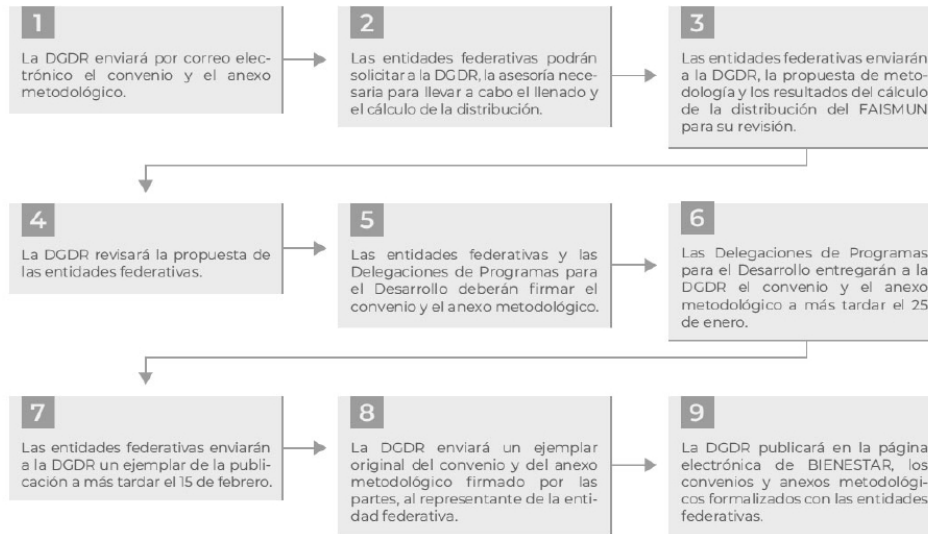 1
La DGDR enviará por correo elec-
trónico el convenio y el anexo
metodológico.
2
Las entidades federativas podrán
solicitar a la DGDR, la asesoría nece-
saria para llevar a cabo el llenado y
el cálculo de la distribución.
3
Las entidades federativas enviarán
a la DGDR, la propuesta de meto-
dología y los resultados del cálculo
de la distribución del FAISMUN
para su revisión.
4
La DGDR revisará la propuesta de
las entidades federativas.
5
Las entidades federativas y las
Delegaciones de Programas para
el Desarrollo deberán firmar el
convenio y el anexo metodológico.
6
Las Delegaciones de Programas
para el Desarrollo entregarán a la
DGDR el convenio y el anexo
metodológico a más tardar el 25
de enero.
7
Las entidades federativas enviarán
a la DGDR un ejemplar de la publi-
cación a más tardar el 15 de febrero.
8
La DGDR enviará un ejemplar
original del convenio y del anexo
metodológico firmado por las
partes, al representante de la enti-
dad federativa.
9
La DGDR publicará en la página
electrónica de BIENESTAR, los
convenios y anexos metodológi-
cos formalizados con las entidades
federativas.